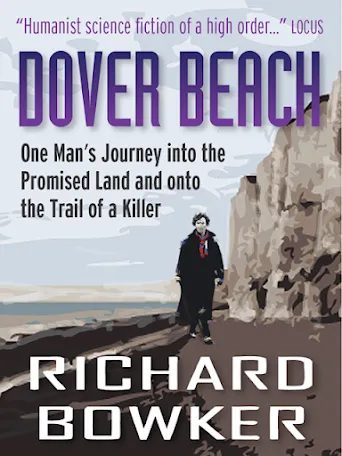 “Humanist science fiction of a high order...” LOCUS
DOVER BEACH
One Man's Journey into the
Promised Land and onto
the Trail of a Killer
RICHARD
BOWKER